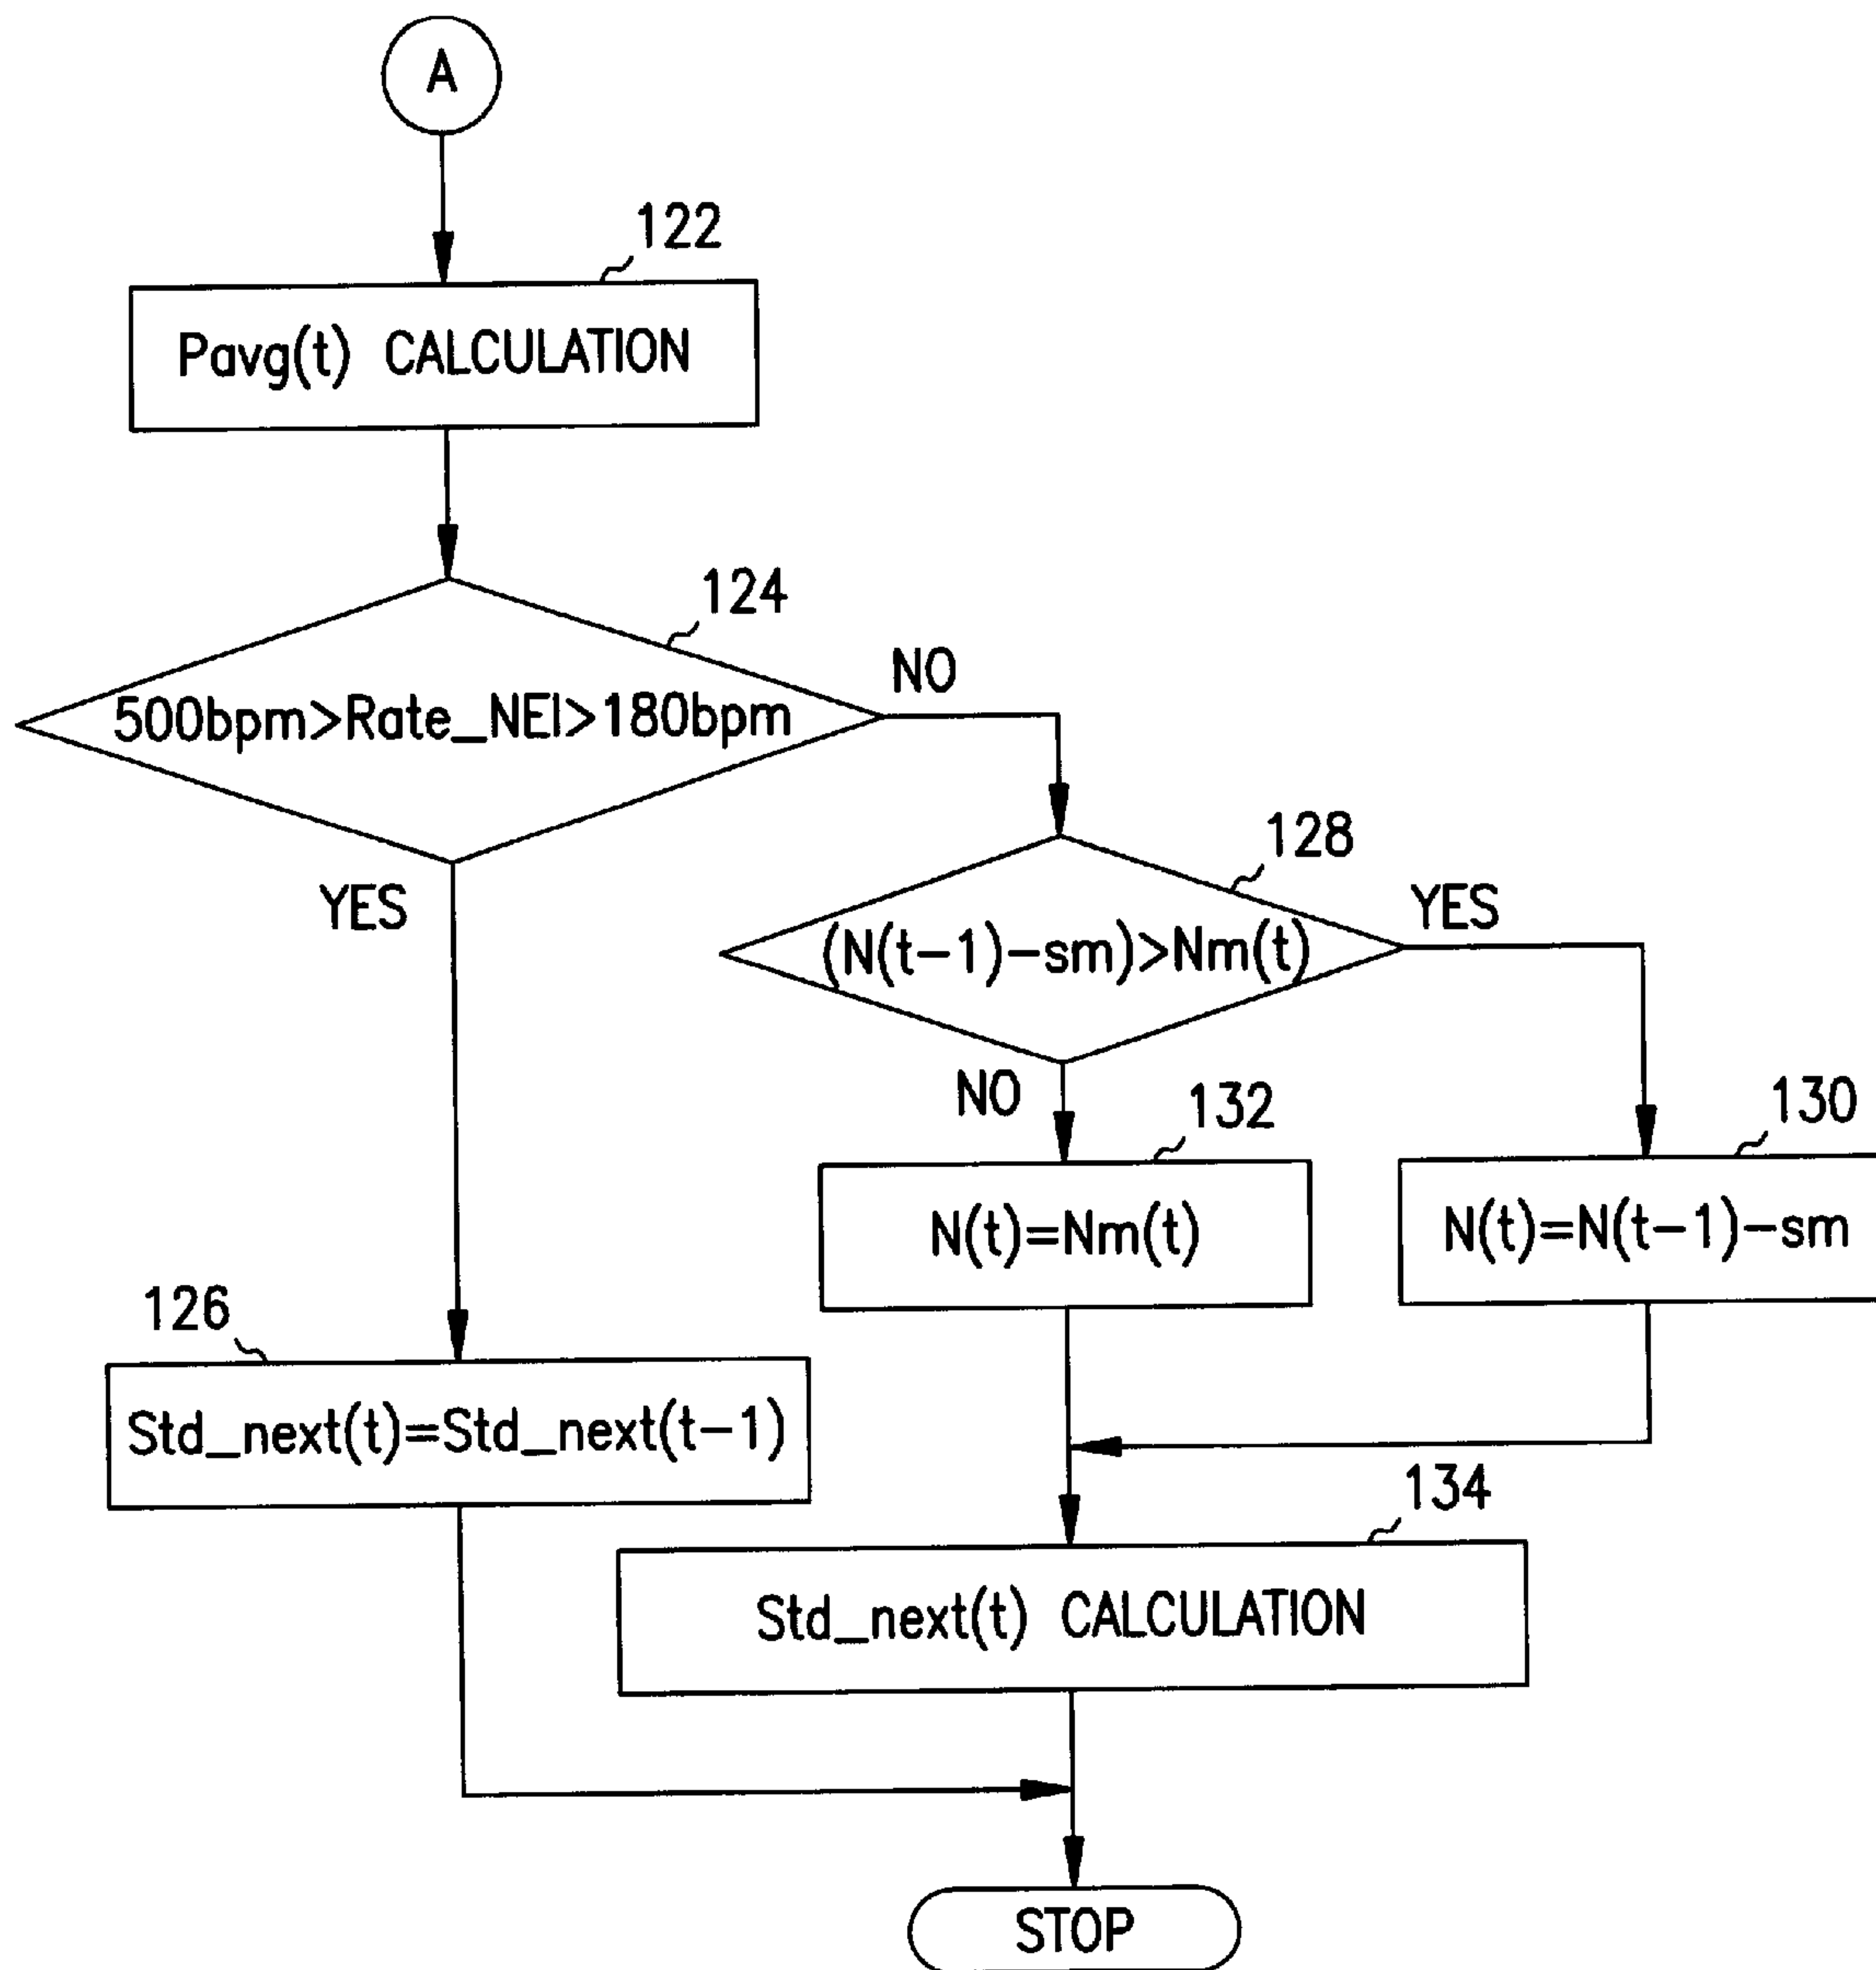 A
122
Pavg(t) CALCULATION
124
500bpm>Rate_NEI>180bpm
NO
YES
128
(N(t-1)-sm)>Nm(t)
YES
NO
132
130
N(t)=Nm(t)
N(t)=N(t-1)-sm
126
Std_next(t)=Std_next(t-1)
134
Std_next(t) CALCULATION
STOP